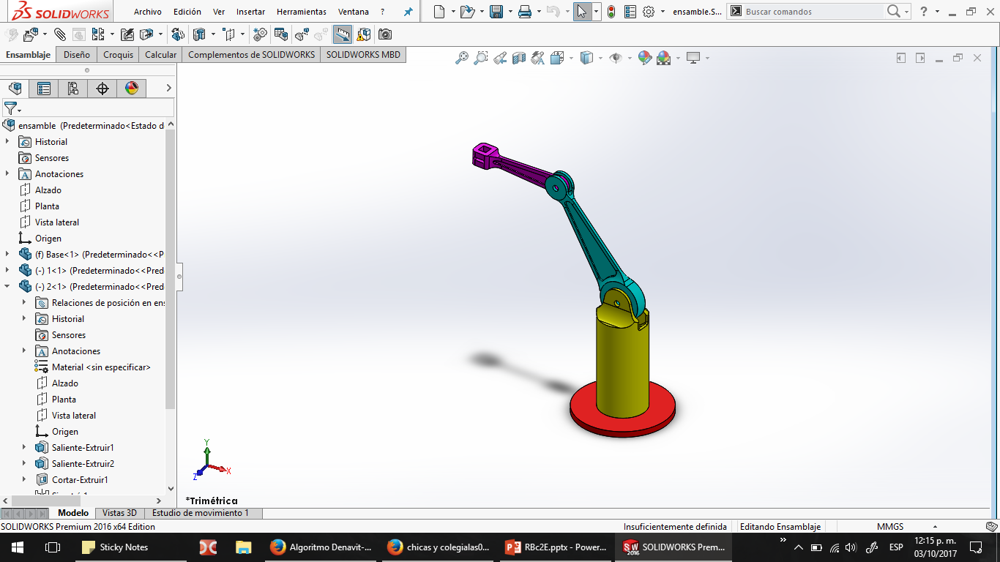 SOLIDWORKS
Archivo Edición Ver Insertar Herramientas Ventana ?
ensamble.S...
Buscar comandos
?
Ensamblaje
Diseño
Croquis
Calcular
Complementos de SOLIDWORKS
SOLIDWORKS MBD
ensamble (Predeterminado<Estado d
Historial
Sensores
Anotaciones
Alzado
Planta
Vista lateral
Origen
(f) Base<1> (Predeterminado<<P
(-) 1<1> (Predeterminado<<Pred
(-) 2<1> (Predeterminado<<Pred
Relaciones de posición en en
Historial
Sensores
Anotaciones
Material <sin especificar>
Alzado
Planta
Vista lateral
Origen
Saliente-Extruir1
Saliente-Extruir2
Cortar-Extruir1
Y
X
Z
*Trimétrica
Modelo
Vistas 3D
Estudio de movimiento 1
SOLIDWORKS Premium 2016 x64 Edition
Insuficientemente definida
Editando Ensamblaje
MMGS
Sticky Notes
Algoritmo Denavit-...
chicas y colegialas0...
RBc2E.pptx - Power...
SW
2016
SOLIDWORKS Prem...
ESP
12:15 p. m.
03/10/2017